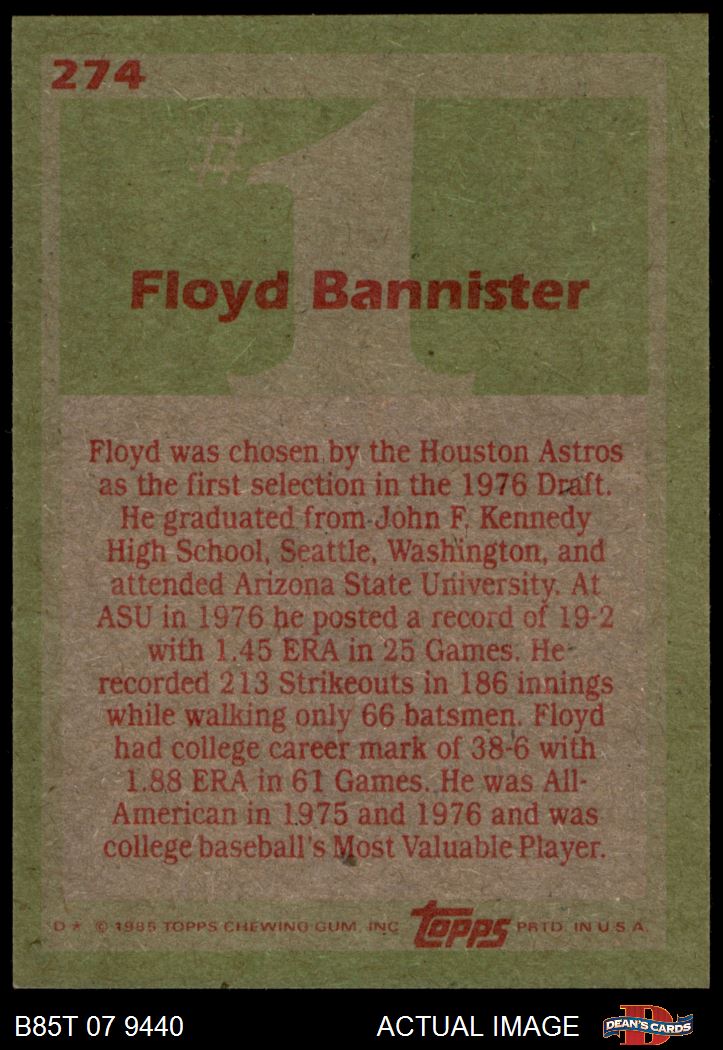 274
#1
Floyd Bannister
Floyd was chosen by the Houston Astros
as the first selection in the 1976 Draft.
He graduated from John F. Kennedy
High School, Seattle, Washington, and
attended Arizona State University. At
ASU in 1976 he posted a record of 19-2
with 1.45 ERA in 25 Games. He
recorded 213 Strikeouts in 186 innings
while walking only 66 batsmen. Floyd
had college career mark of 38-6 with
1.88 ERA in 61 Games. He was All-
American in 1975 and 1976 and was
college baseball's Most Valuable Player.
D* © 1985 TOPPS CHEWING GUM, INC. Topps PRTD. IN U.S.A.
B85T 07 9440 ACTUAL IMAGE D DEAN'S CARDS